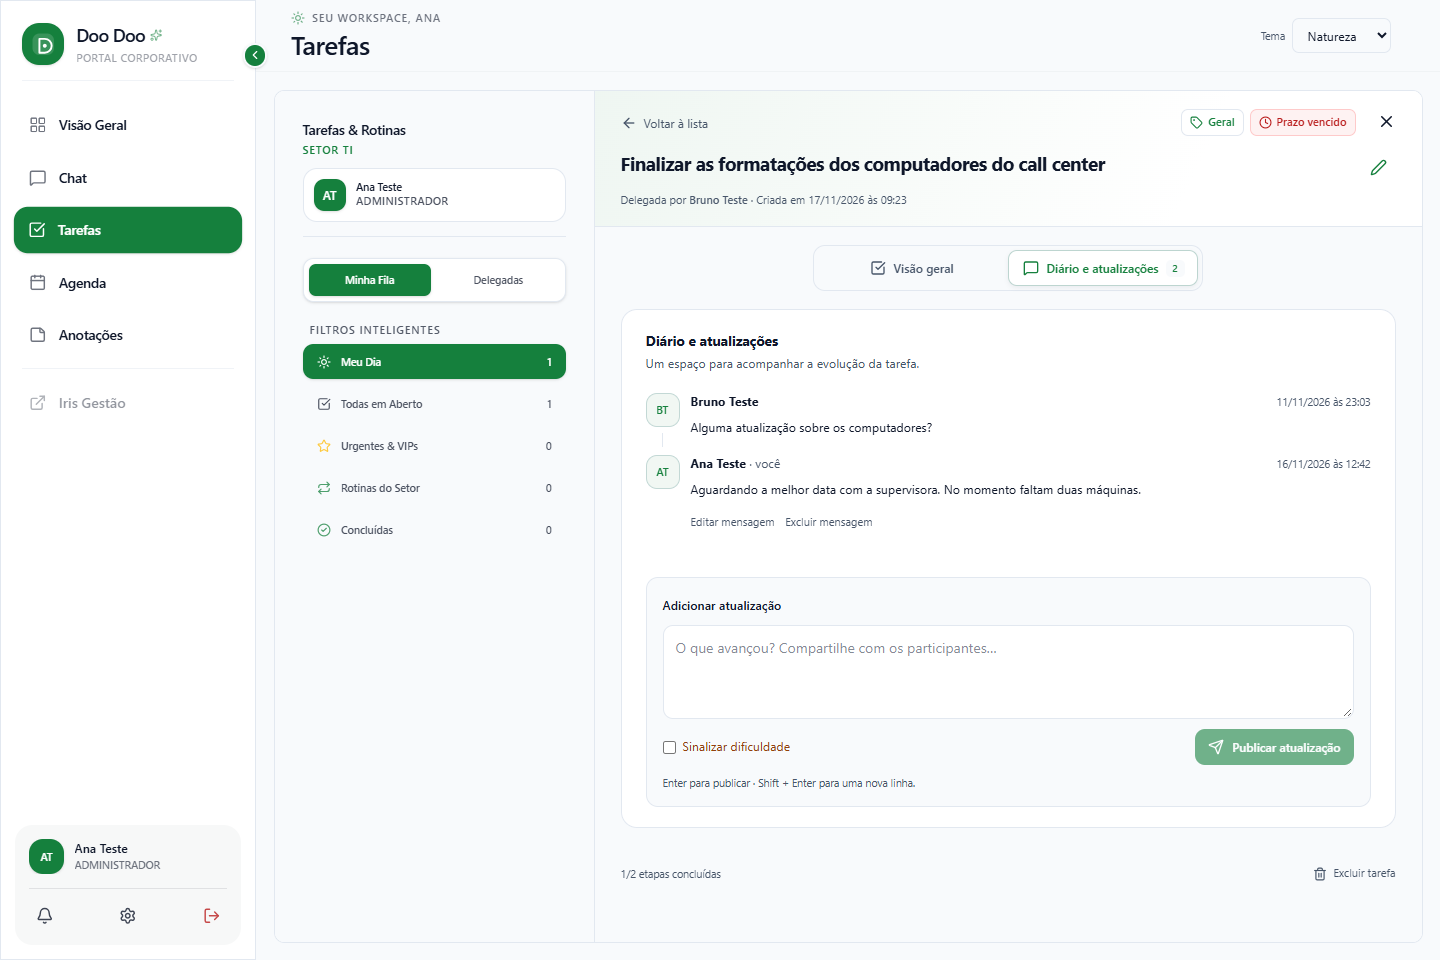 Doo Doo
PORTAL CORPORATIVO
Visão Geral
Chat
Tarefas
Agenda
Anotações
Iris Gestão
AT
Ana Teste
ADMINISTRADOR
SEU WORKSPACE, ANA
Tarefas
Tema
Natureza
Tarefas & Rotinas
SETOR TI
AT
Ana Teste
ADMINISTRADOR
Minha Fila
Delegadas
FILTROS INTELIGENTES
Meu Dia 1
Todas em Aberto 1
Urgentes & VIPs 0
Rotinas do Setor 0
Concluídas 0
Voltar à lista
Geral
Prazo vencido
Finalizar as formatações dos computadores do call center
Delegada por Bruno Teste · Criada em 17/11/2026 às 09:23
Visão geral
Diário e atualizações 2
Diário e atualizações
Um espaço para acompanhar a evolução da tarefa.
BT
Bruno Teste
11/11/2026 às 23:03
Alguma atualização sobre os computadores?
AT
Ana Teste · você
16/11/2026 às 12:42
Aguardando a melhor data com a supervisora. No momento faltam duas máquinas.
Editar mensagem Excluir mensagem
Adicionar atualização
O que avançou? Compartilhe com os participantes...
Sinalizar dificuldade
Publicar atualização
Enter para publicar · Shift + Enter para uma nova linha.
1/2 etapas concluídas
Excluir tarefa